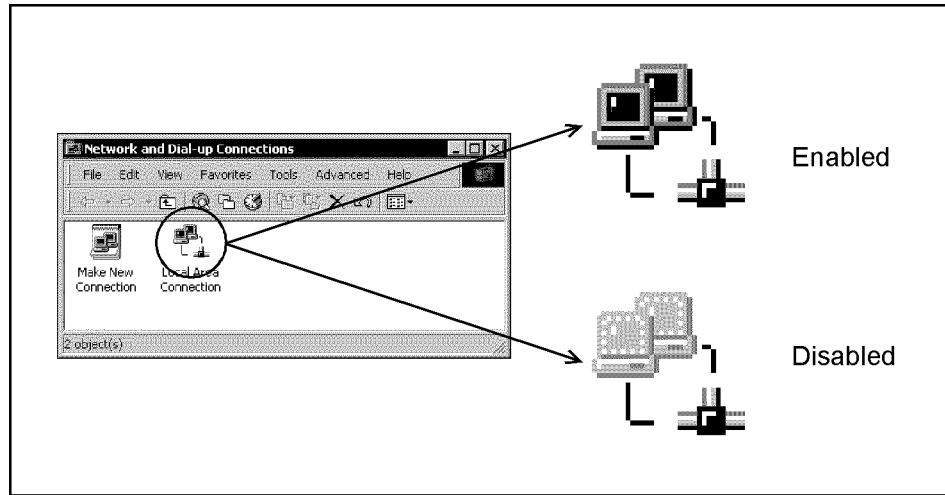 Network and Dial-up Connections
File Edit View Favorites Tools Advanced Help
Make New Connection
Local Area Connection
2 object(s)
Enabled
Disabled